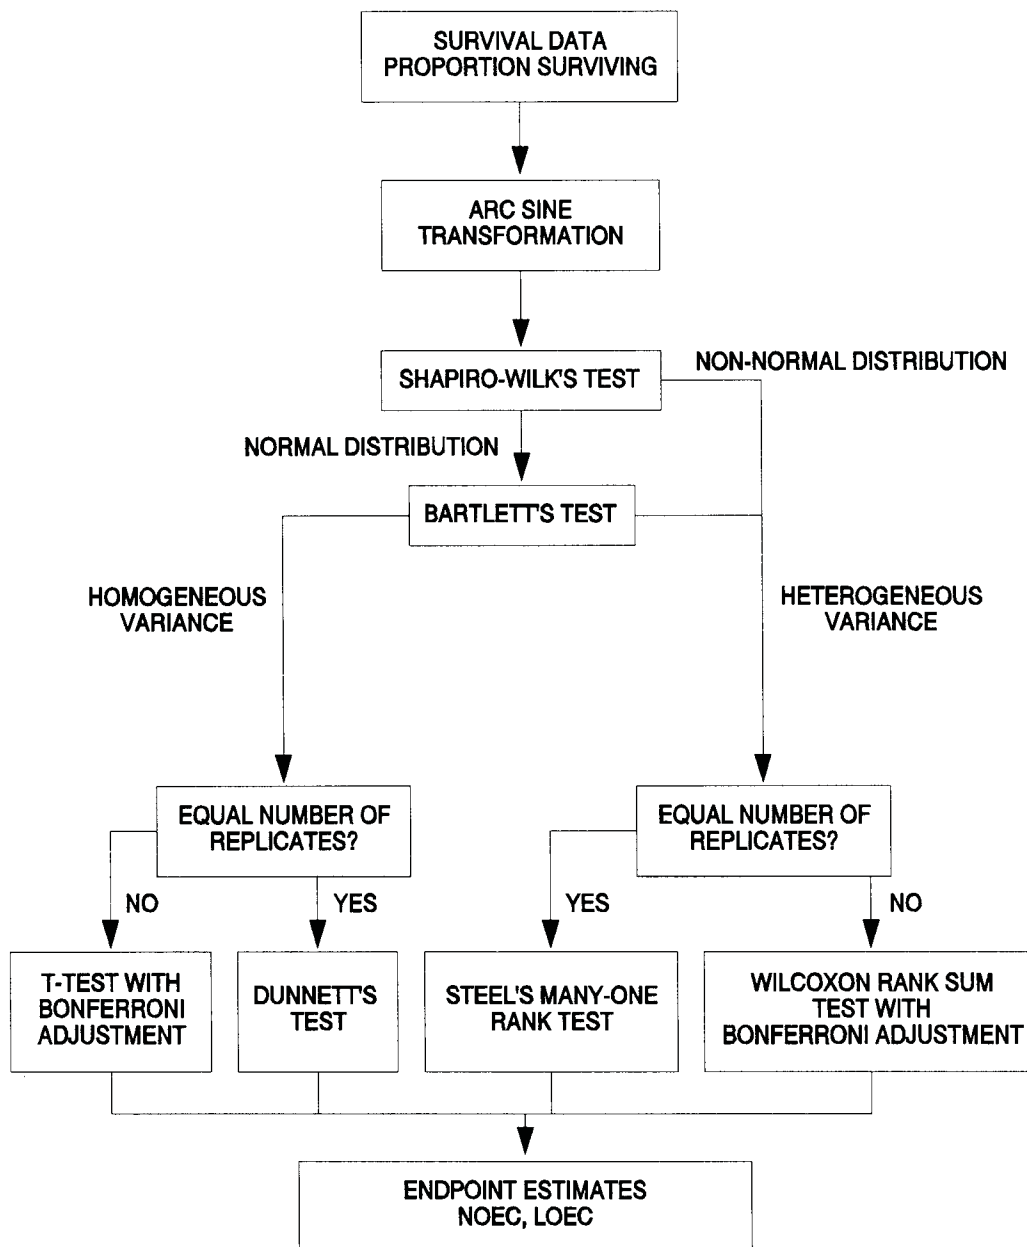 SURVIVAL DATA
PROPORTION SURVIVING
ARC SINE
TRANSFORMATION
SHAPIRO-WILK'S TEST
NON-NORMAL DISTRIBUTION
NORMAL DISTRIBUTION
BARTLETT'S TEST
HOMOGENEOUS
VARIANCE
HETEROGENEOUS
VARIANCE
EQUAL NUMBER OF
REPLICATES?
EQUAL NUMBER OF
REPLICATES?
NO
YES
YES
NO
T-TEST WITH
BONFERRONI
ADJUSTMENT
DUNNETT'S
TEST
STEEL'S MANY-ONE
RANK TEST
WILCOXON RANK SUM
TEST WITH
BONFERRONI ADJUSTMENT
ENDPOINT ESTIMATES
NOEC, LOEC